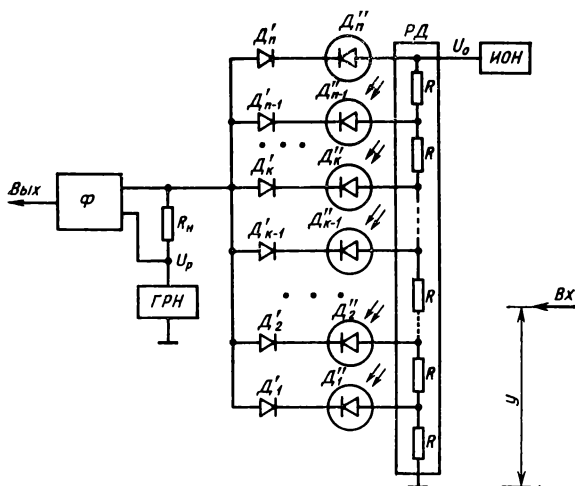 Д'п Д"п РД U₀ ИОН
R
Д'п-1 Д"п-1
R
Д'к Д"к
Вых Ф Rн
Д'к-1 Д"к-1
Uр
ГРН R Вх
Д'2 Д"2
R
У
Д'1 Д"1
R